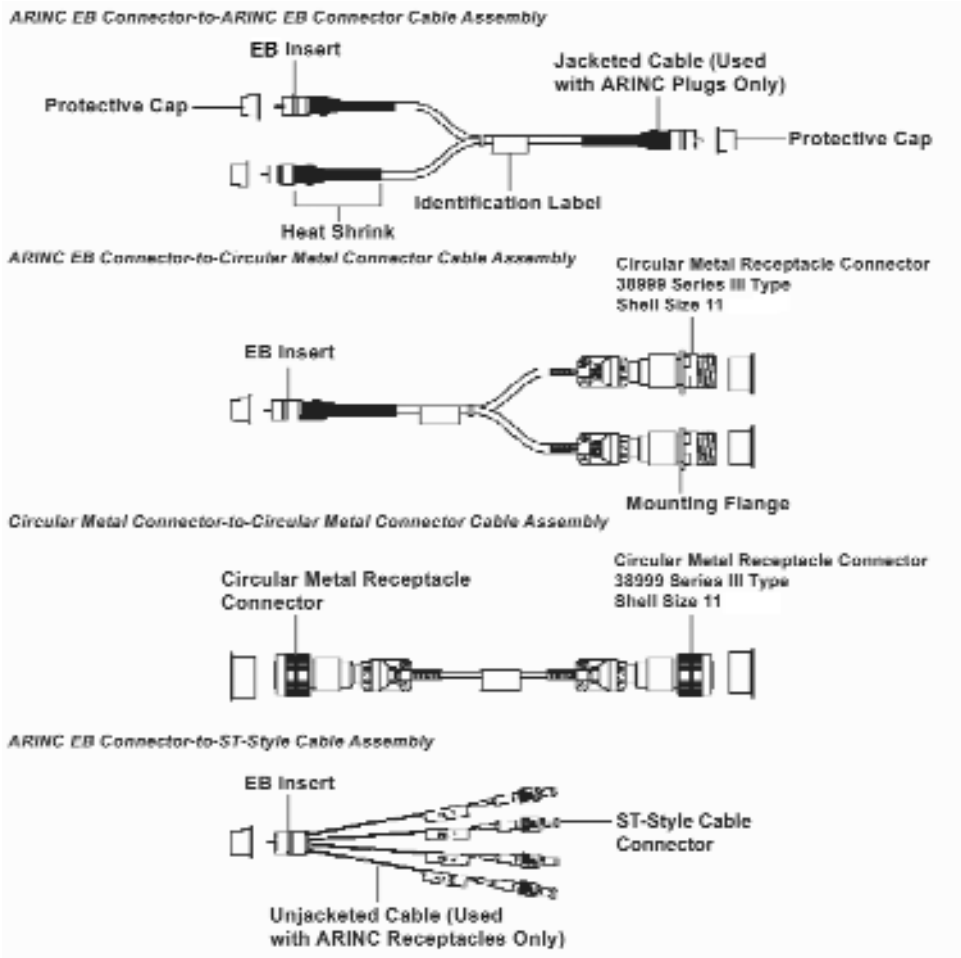 ARINC EB Connector-to-ARINC EB Connector Cable Assembly
EB Insert
Jacketed Cable (Used
with ARINC Plugs Only)
Protective Cap
Protective Cap
Identification Label
Heat Shrink
ARINC EB Connector-to-Circular Metal Connector Cable Assembly
Circular Metal Receptacle Connector
38999 Series III Type
Shell Size 11
EB Insert
Mounting Flange
Circular Metal Connector-to-Circular Metal Connector Cable Assembly
Circular Metal Receptacle
Connector
Circular Metal Receptacle Connector
38999 Series III Type
Shell Size 11
ARINC EB Connector-to-ST-Style Cable Assembly
EB Insert
ST-Style Cable
Connector
Unjacketed Cable (Used
with ARINC Receptacles Only)